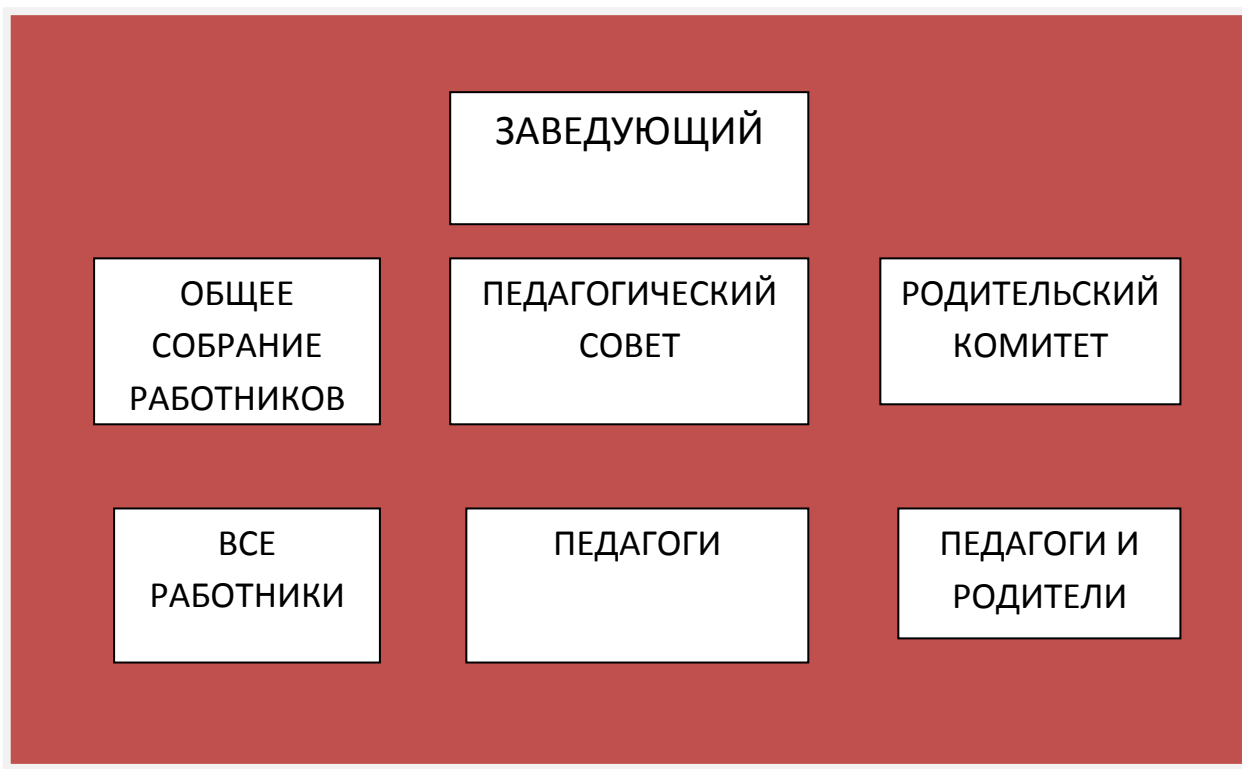 ЗАВЕДУЮЩИЙ
ОБЩЕЕ
СОБРАНИЕ
РАБОТНИКОВ
ПЕДАГОГИЧЕСКИЙ
СОВЕТ
РОДИТЕЛЬСКИЙ
КОМИТЕТ
ВСЕ
РАБОТНИКИ
ПЕДАГОГИ
ПЕДАГОГИ И
РОДИТЕЛИ